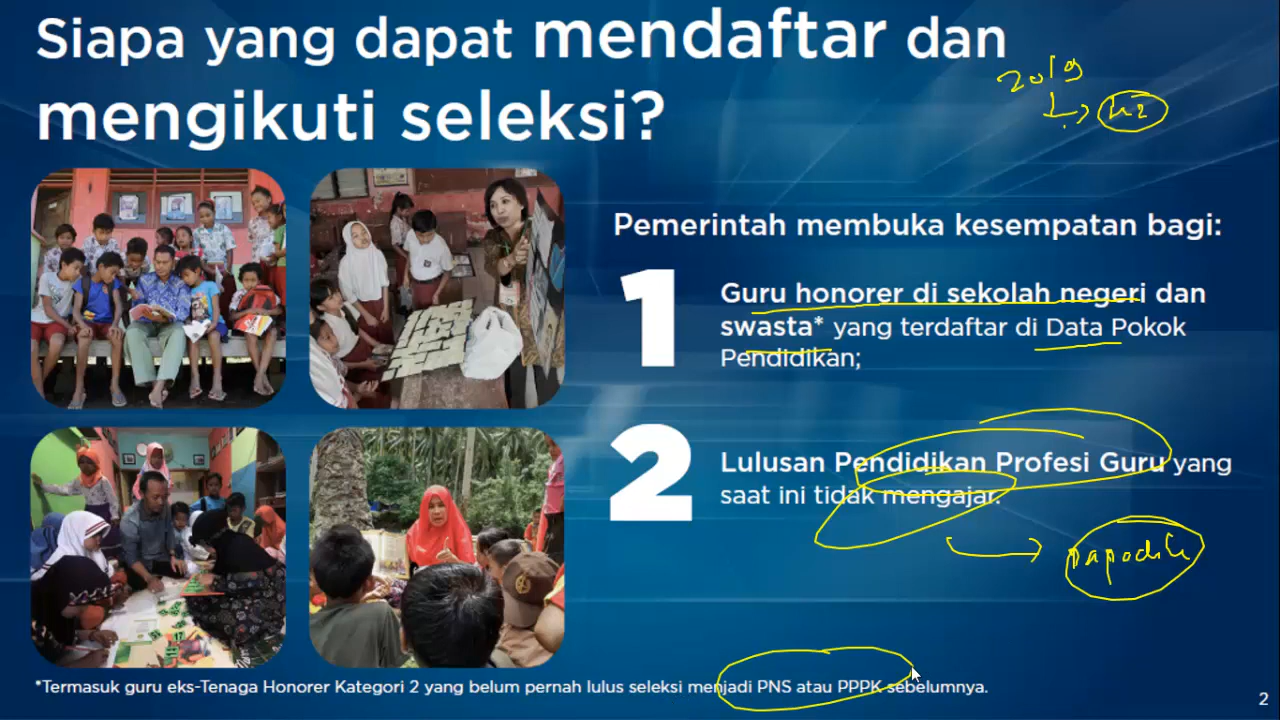 Siapa yang dapat mendaftar dan
mengikuti seleksi?
2019
k2
Pemerintah membuka kesempatan bagi:
1
Guru honorer di sekolah negeri dan
swasta* yang terdaftar di Data Pokok
Pendidikan;
2
Lulusan Pendidikan Profesi Guru yang
saat ini tidak mengajar.
*Termasuk guru eks-Tenaga Honorer Kategori 2 yang belum pernah lulus seleksi menjadi PNS atau PPPK sebelumnya.
2